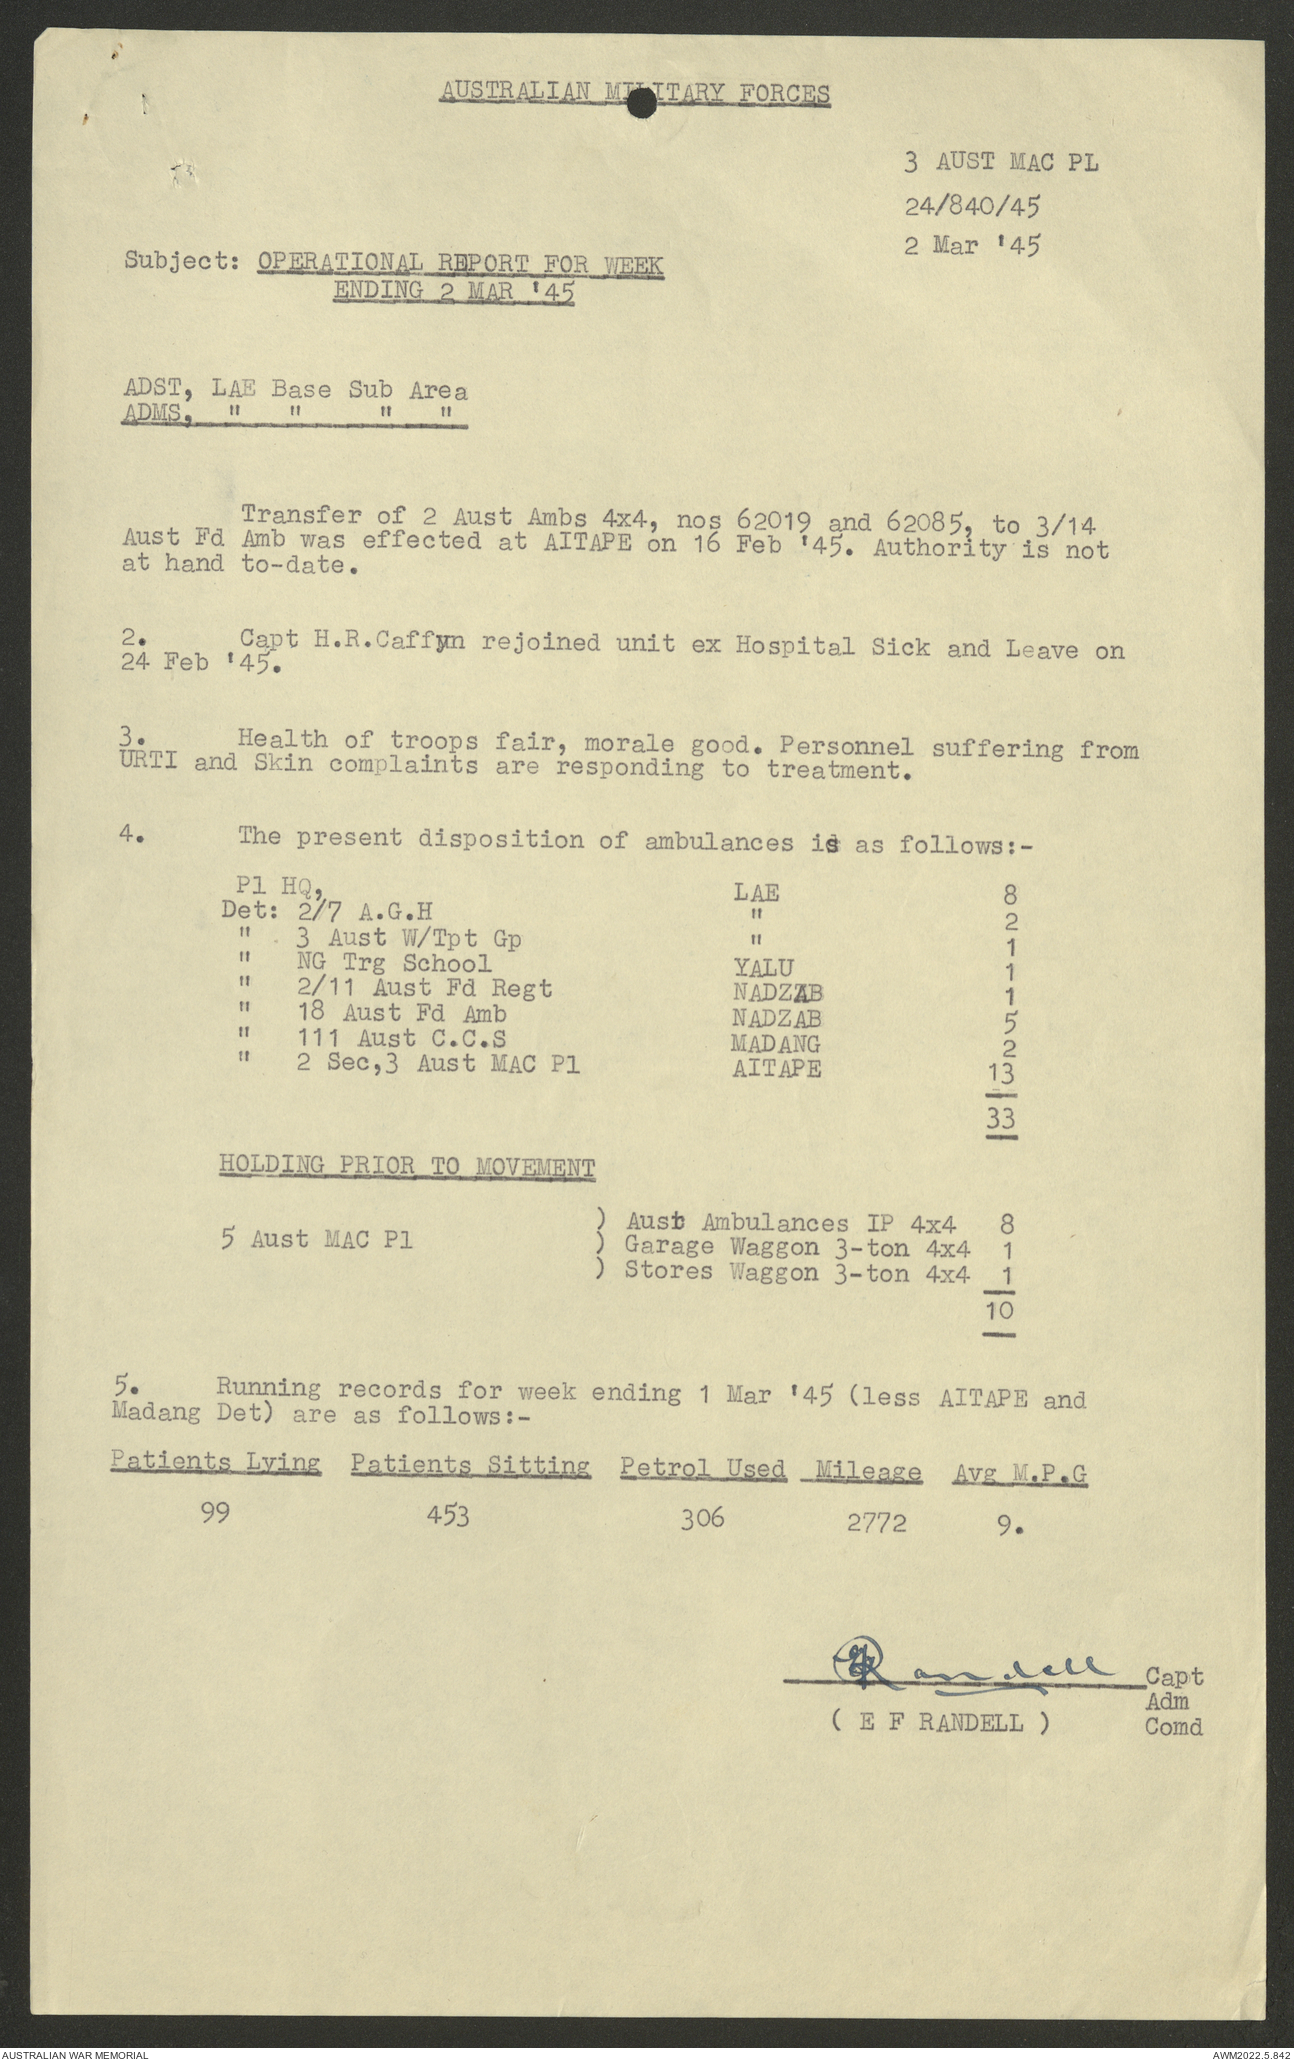 AUSTRALIAN MILITARY FORCES
3 AUST MAC PL
24/840/45
2 Mar '45
Subject: OPERATIONAL REPORT FOR WEEK
ENDING 2 MAR '45
ADST, LAE Base Sub Area
ADMS, " " " "
Transfer of 2 Aust Ambs 4x4, nos 62019 and 62085, to 3/14
Aust Fd Amb was effected at AITAPE on 16 Feb '45. Authority is not
at hand to-date.
2. Capt H.R.Caffyn rejoined unit ex Hospital Sick and Leave on
24 Feb '45.
3. Health of troops fair, morale good. Personnel suffering from
URTI and Skin complaints are responding to treatment.
4. The present disposition of ambulances is as follows:-
Pl HQ, LAE 8
Det: 2/7 A.G.H " 2
" 3 Aust W/Tpt Gp " 1
" NG Trg School YALU 1
" 2/11 Aust Fd Regt NADZAB 1
" 18 Aust Fd Amb NADZAB 5
" 111 Aust C.C.S MADANG 2
" 2 Sec,3 Aust MAC Pl AITAPE 13
33
HOLDING PRIOR TO MOVEMENT
) Aust Ambulances IP 4x4 8
5 Aust MAC Pl ) Garage Waggon 3-ton 4x4 1
) Stores Waggon 3-ton 4x4 1
10
5. Running records for week ending 1 Mar '45 (less AITAPE and
Madang Det) are as follows:-
Patients Lying Patients Sitting Petrol Used Mileage Avg M.P.G
99 453 306 2772 9.
EFRandell Capt
Adm
( E F RANDELL ) Comd
AUSTRALIAN WAR MEMORIAL AWM2022.5.842